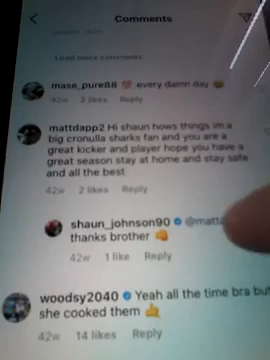 Comments
Load more comments
mase_pure88 💯 every damn day 😂
42w 2 likes Reply
mattdapp2 Hi shaun hows things im a
big cronulla sharks fan and you are a
great kicker and player hope you have a
great season stay at home and stay safe
and all the best
42w 2 likes Reply
shaun_johnson90 @matt
thanks brother 👊
42w 1 like Reply
woodsy2040 Yeah all the time bra but
she cooked them 🤙
42w 14 likes Reply